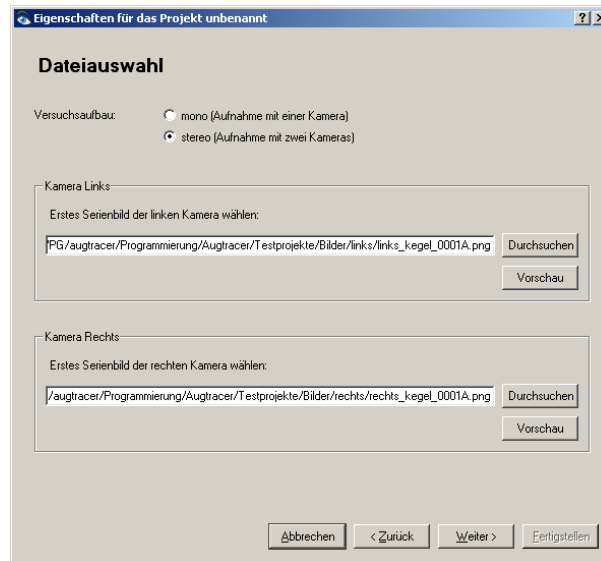 Eigenschaften für das Projekt unbenannt
Dateiauswahl
Versuchsaufbau:
mono (Aufnahme mit einer Kamera)
stereo (Aufnahme mit zwei Kameras)
Kamera Links
Erstes Serienbild der linken Kamera wählen:
PG/augtracer/Programmierung/Augtracer/Testprojekte/Bilder/links/links_kegel_0001A.png Durchsuchen
Vorschau
Kamera Rechts
Erstes Serienbild der rechten Kamera wählen:
/augtracer/Programmierung/Augtracer/Testprojekte/Bilder/rechts/rechts_kegel_0001A.png Durchsuchen
Vorschau
Abbrechen < Zurück Weiter > Fertigstellen